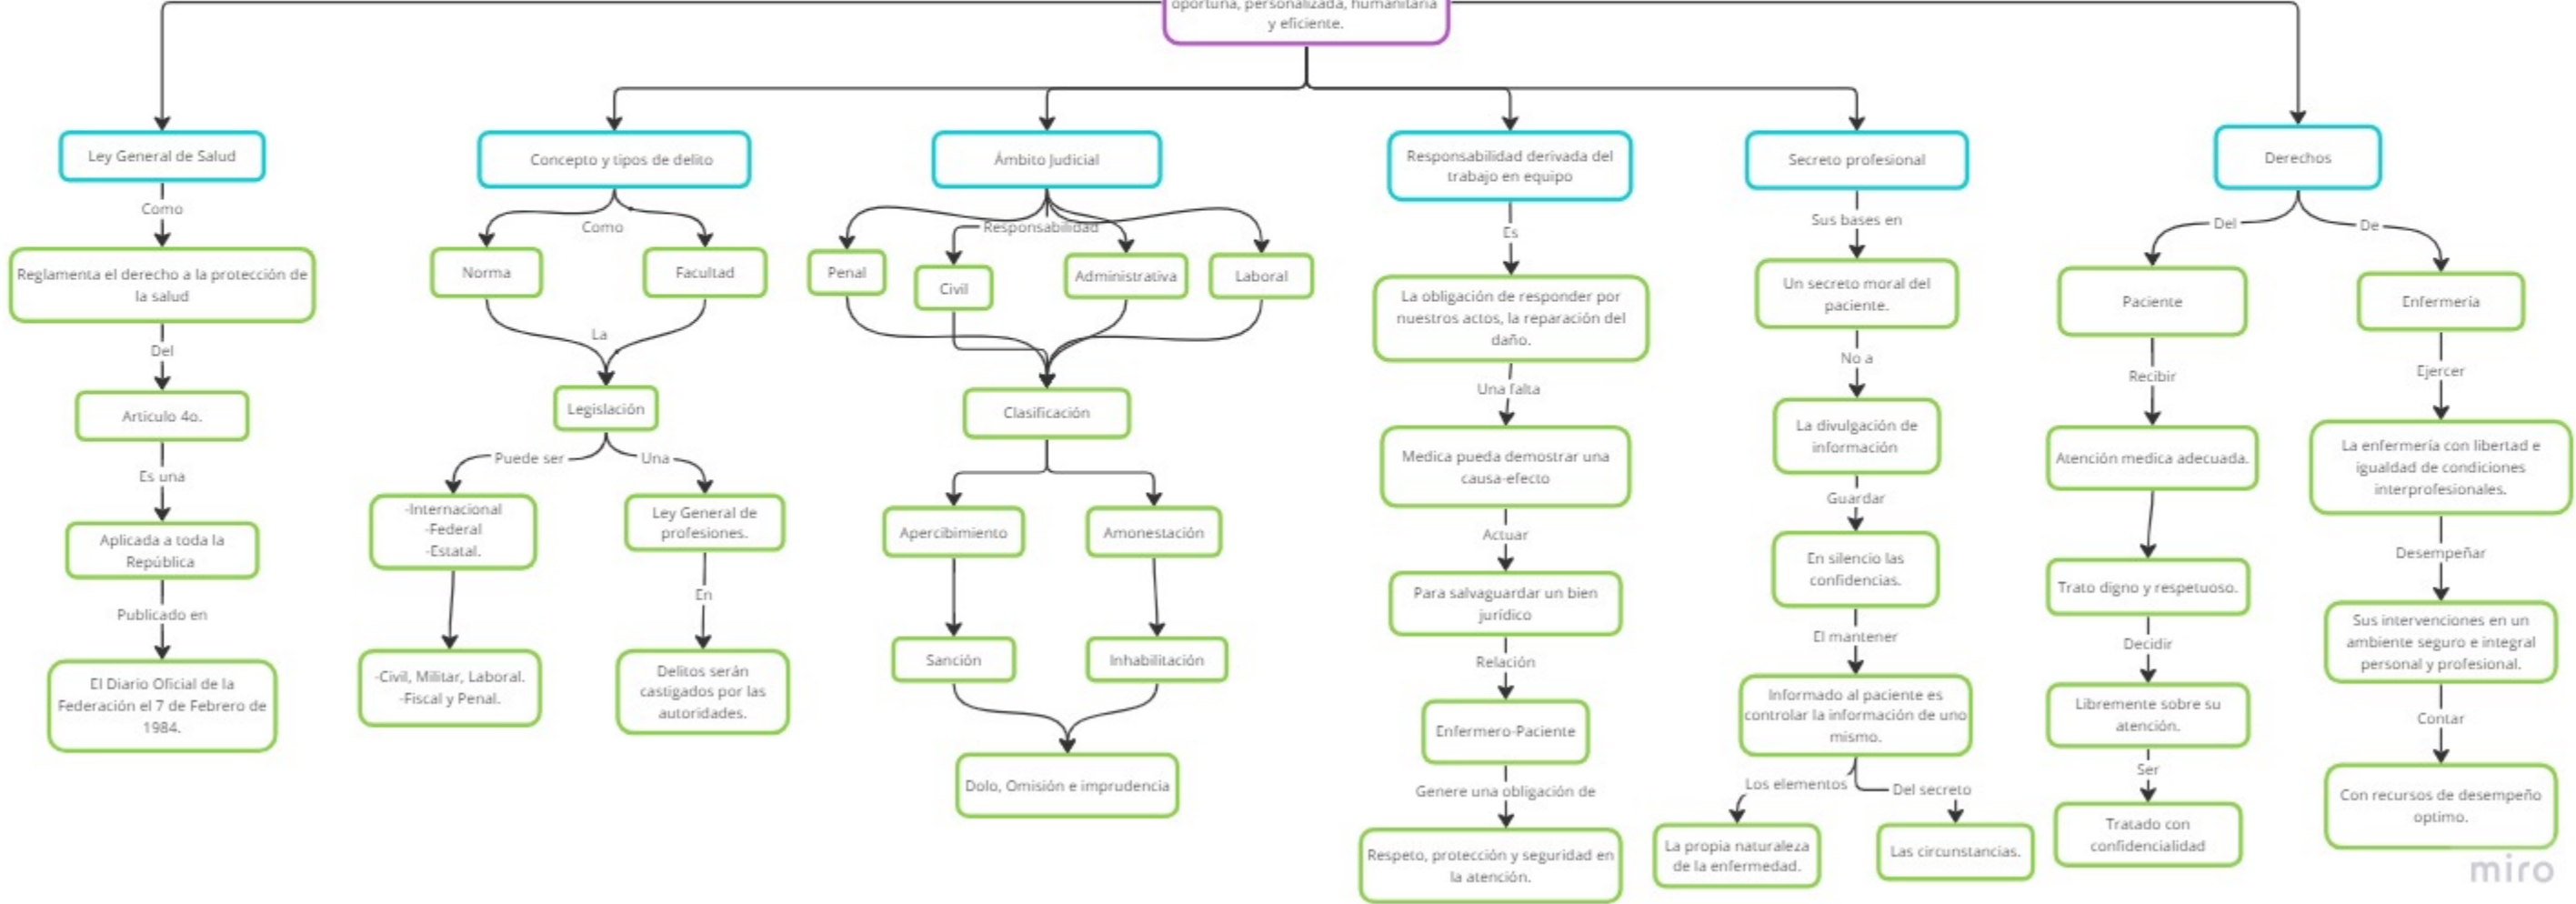 oportuna, personalizada, humanitaria
y eficiente.
Ley General de Salud
Como
Reglamenta el derecho a la protección de
la salud
Del
Artículo 4o.
Es una
Aplicada a toda la
República
Publicado en
El Diario Oficial de la
Federación el 7 de Febrero de
1984.
Concepto y tipos de delito
Como
Norma
Facultad
La
Legislación
Puede ser
Una
-Internacional
-Federal
-Estatal.
Ley General de
profesiones.
En
-Civil, Militar, Laboral.
-Fiscal y Penal.
Delitos serán
castigados por las
autoridades.
Ámbito Judicial
Responsabilidad
Penal
Civil
Administrativa
Laboral
Clasificación
Apercibimiento
Amonestación
Sanción
Inhabilitación
Dolo, Omisión e imprudencia
Responsabilidad derivada del
trabajo en equipo
Es
La obligación de responder por
nuestros actos, la reparación del
daño.
Una falta
Medica pueda demostrar una
causa-efecto
Actuar
Para salvaguardar un bien
jurídico
Relación
Enfermero-Paciente
Genere una obligación de
Respeto, protección y seguridad en
la atención.
Secreto profesional
Sus bases en
Un secreto moral del
paciente.
No a
La divulgación de
información
Guardar
En silencio las
confidencias.
El mantener
Informado al paciente es
controlar la información de uno
mismo.
Los elementos
Del secreto
La propia naturaleza
de la enfermedad.
Las circunstancias.
Derechos
Del
De
Paciente
Recibir
Atención medica adecuada.
Trato digno y respetuoso.
Decidir
Libremente sobre su
atención.
Ser
Tratado con
confidencialidad
Enfermería
Ejercer
La enfermería con libertad e
igualdad de condiciones
interprofesionales.
Desempeñar
Sus intervenciones en un
ambiente seguro e integral
personal y profesional.
Contar
Con recursos de desempeño
optimo.
miro